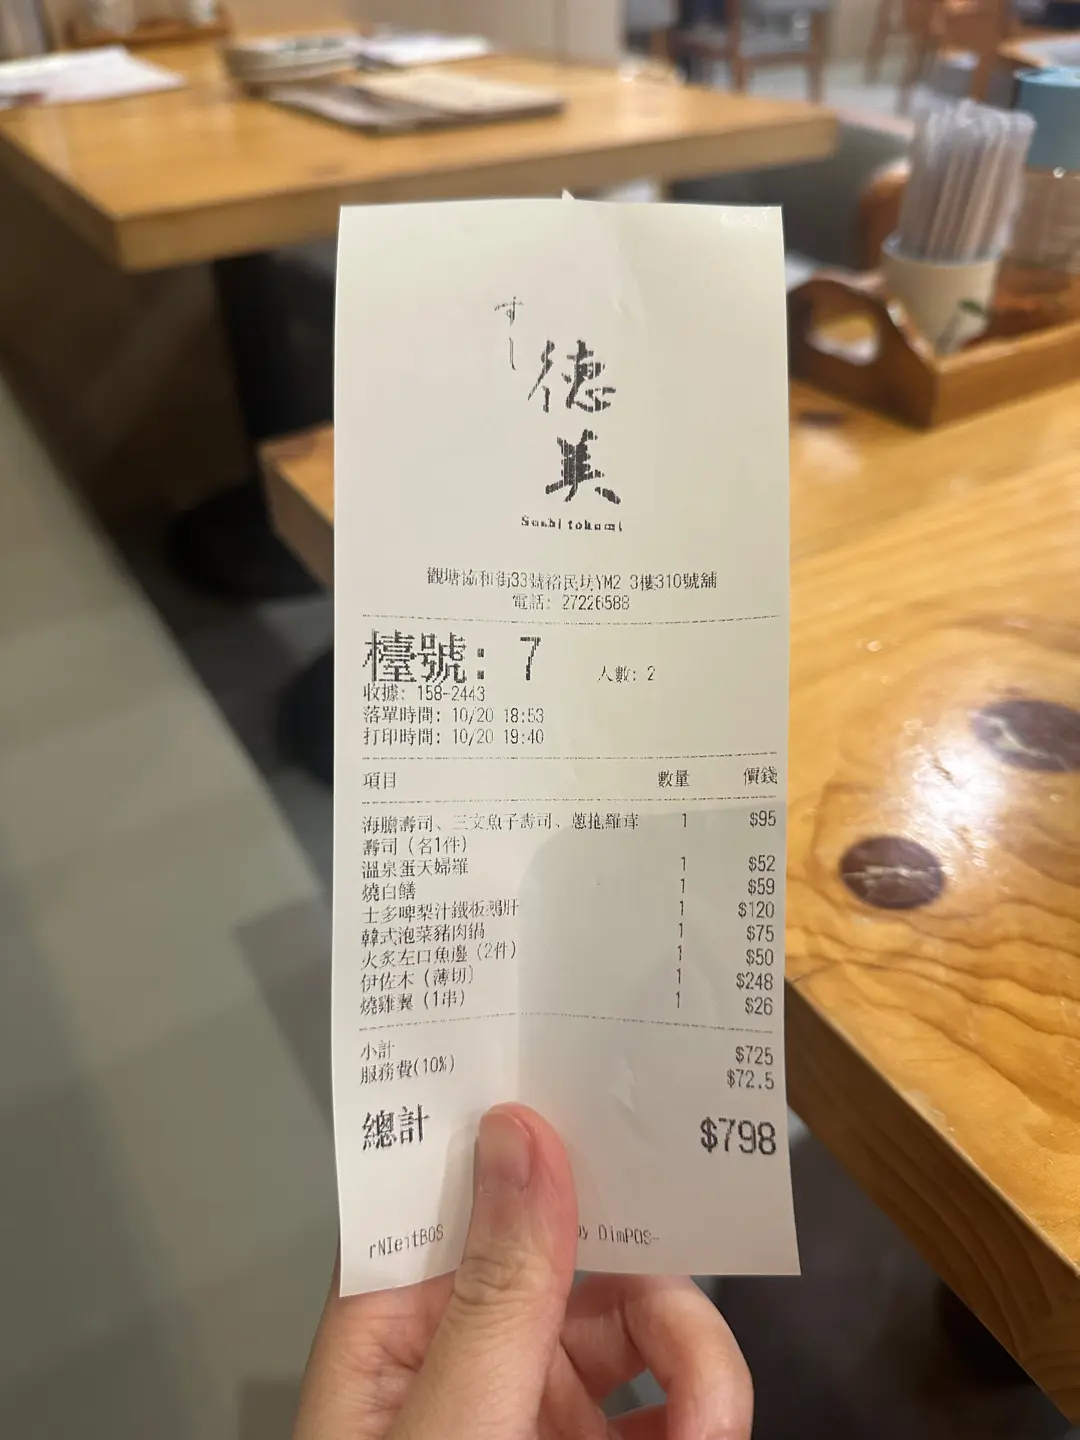 すし
德
美
Sushi tokumi
觀塘協和街33號裕民坊YM2 3樓310號舖
電話: 27226588
檯號: 7 人數: 2
收據: 158-2443
落單時間: 10/20 18:53
打印時間: 10/20 19:40
項目 數量 價錢
海膽壽司、三文魚子壽司、蔥拖羅茸 1 $95
壽司 (名1件)
溫泉蛋天婦羅 1 $52
燒白鱔 1 $59
士多啤梨汁鐵板鵝肝 1 $120
韓式泡菜豬肉鍋 1 $75
火炙左口魚邊 (2件) 1 $50
伊佐木 (薄切) 1 $248
燒雞翼 (1串) 1 $26
小計 $725
服務費(10%) $72.5
總計 $798
by DimPOS-